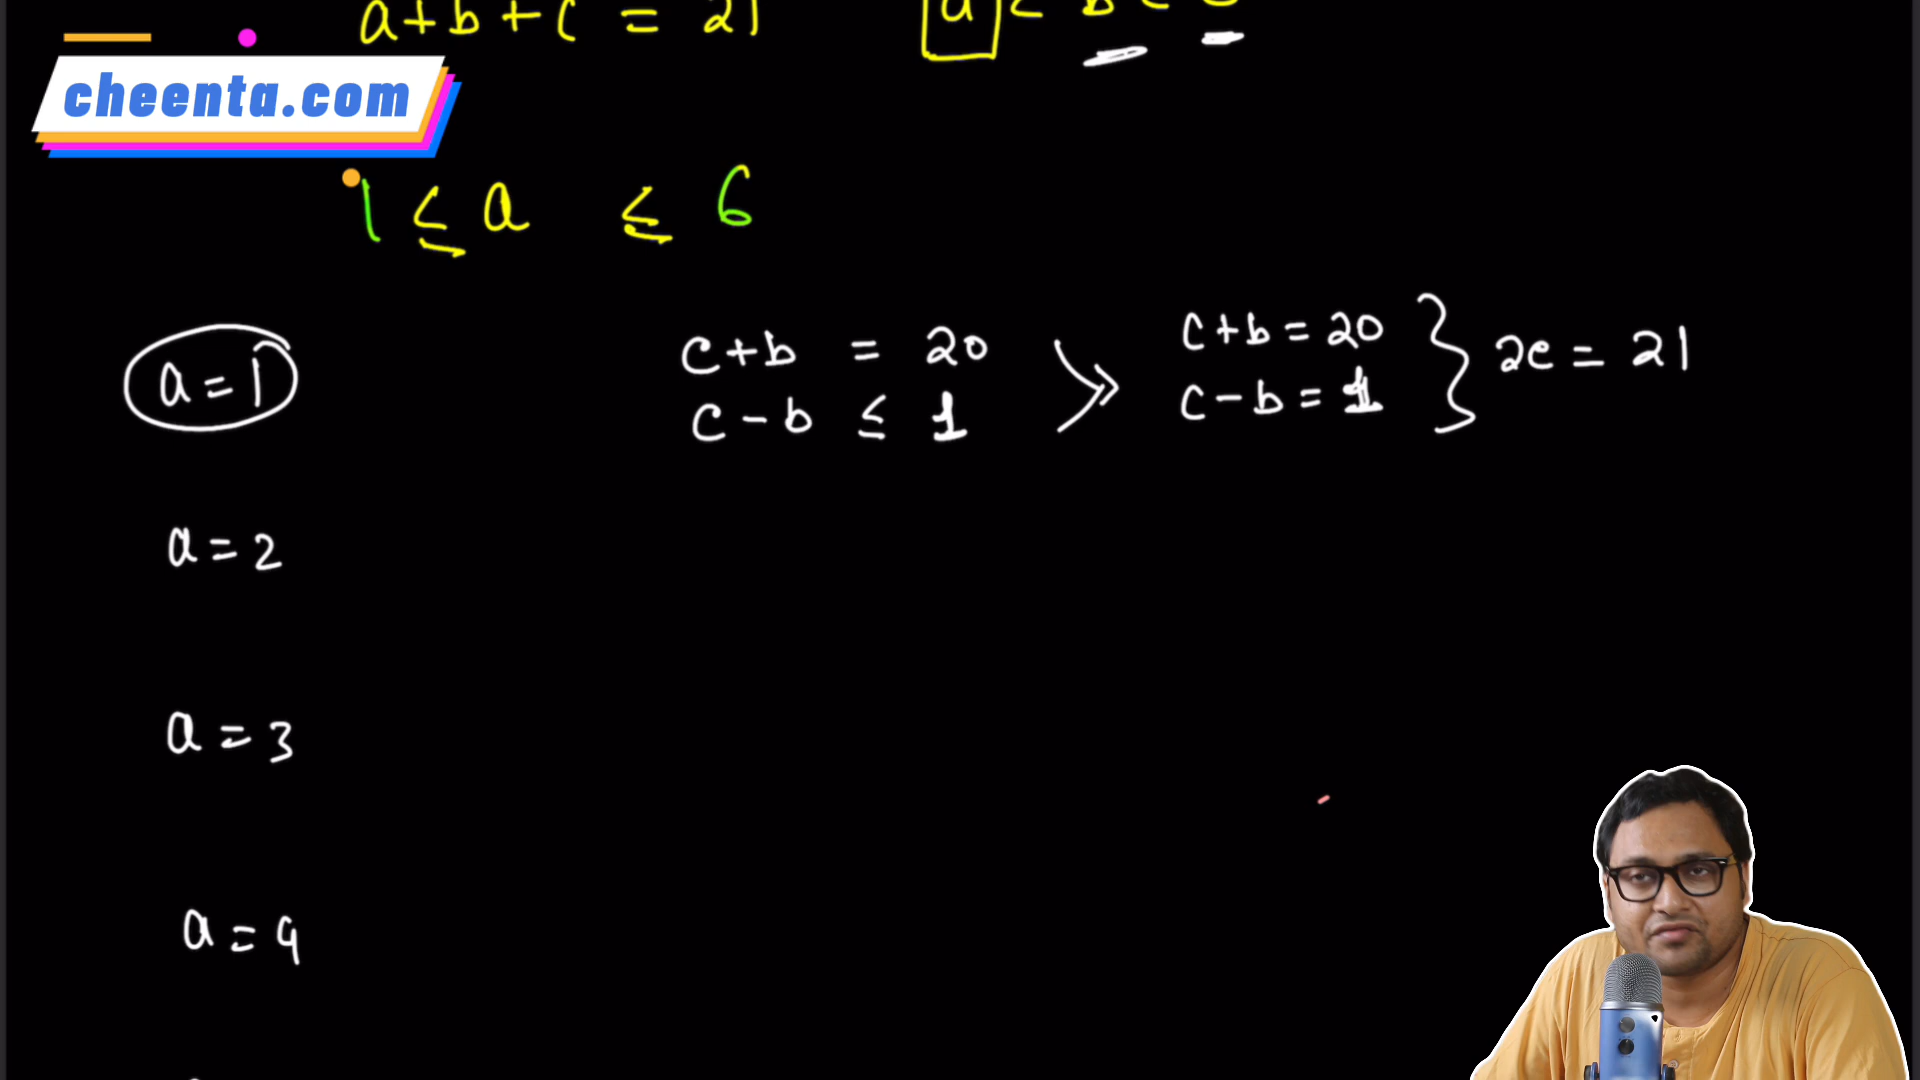 a+b+c = 21 a < b < c
cheenta.com
1 ≤ a ≤ 6
a=1 c+b = 20 c+b=20 2c = 21
c-b ≤ 1 c-b=1
a=2
a=3
a=4